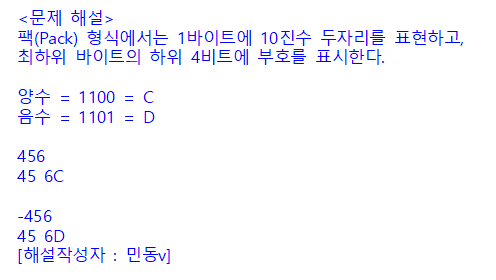 <문제 해설>
팩(Pack) 형식에서는 1바이트에 10진수 두자리를 표현하고,
최하위 바이트의 하위 4비트에 부호를 표시한다.
양수 = 1100 = C
음수 = 1101 = D
456
45 6C
-456
45 6D
[해설작성자 : 민동v]